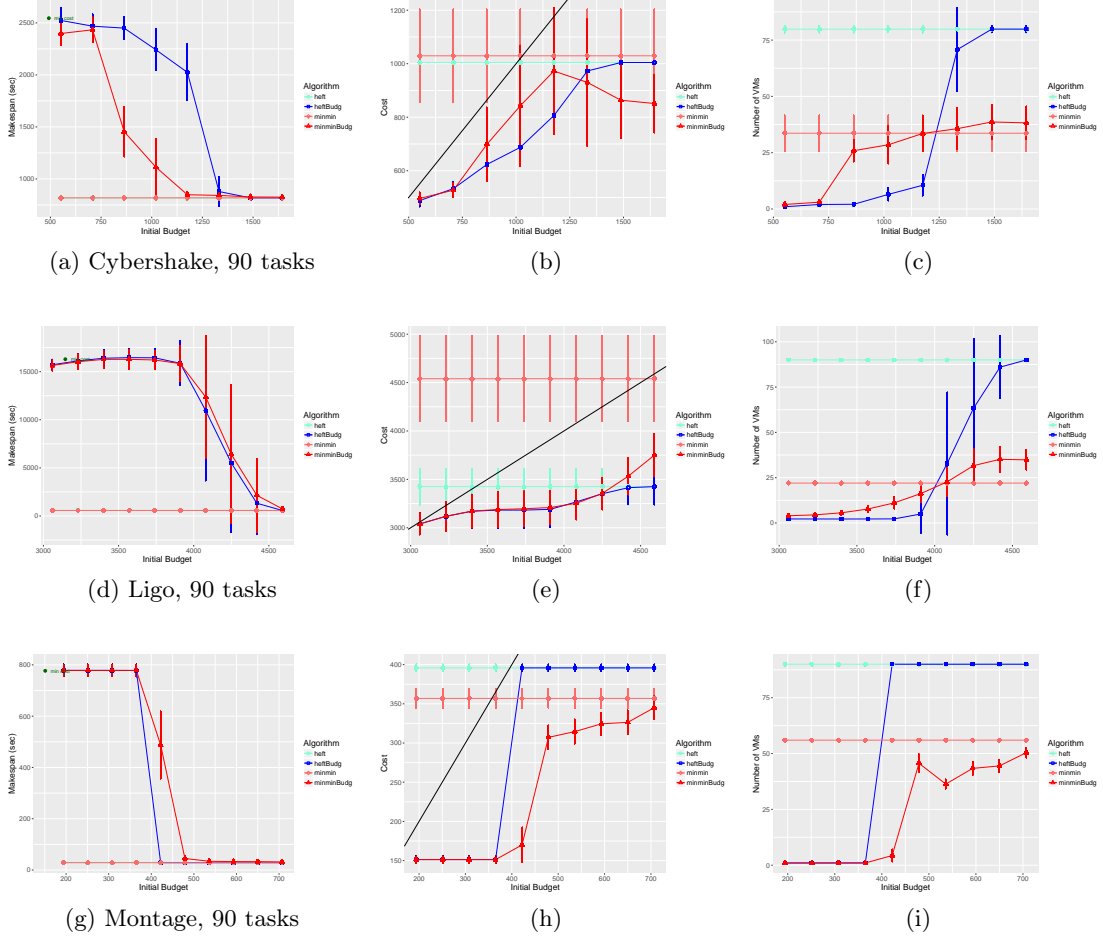 2500
2000
1500
1000
500
750
1000
1250
1500
Initial Budget
Makespan (sec)
Algorithm
heft
heftBudg
minmin
minminBudg
1200
1000
800
600
500
750
1000
1250
1500
Initial Budget
Cost
Algorithm
heft
heftBudg
minmin
minminBudg
75
50
25
0
500
750
1000
1250
1500
Initial Budget
Number of VMs
Algorithm
heft
heftBudg
minmin
minminBudg
(a) Cybershake, 90 tasks
(b)
(c)
15000
10000
5000
0
3000
3500
4000
4500
Initial Budget
Makespan (sec)
Algorithm
heft
heftBudg
minmin
minminBudg
5000
4500
4000
3500
3000
3000
3500
4000
4500
Initial Budget
Cost
Algorithm
heft
heftBudg
minmin
minminBudg
100
75
50
25
0
3000
3500
4000
4500
Initial Budget
Number of VMs
Algorithm
heft
heftBudg
minmin
minminBudg
(d) Ligo, 90 tasks
(e)
(f)
800
600
400
200
0
200
300
400
500
600
700
Initial Budget
Makespan (sec)
Algorithm
heft
heftBudg
minmin
minminBudg
400
350
300
250
200
150
200
300
400
500
600
700
Initial Budget
Cost
Algorithm
heft
heftBudg
minmin
minminBudg
75
50
25
0
200
300
400
500
600
700
Initial Budget
Number of VMs
Algorithm
heft
heftBudg
minmin
minminBudg
(g) Montage, 90 tasks
(h)
(i)